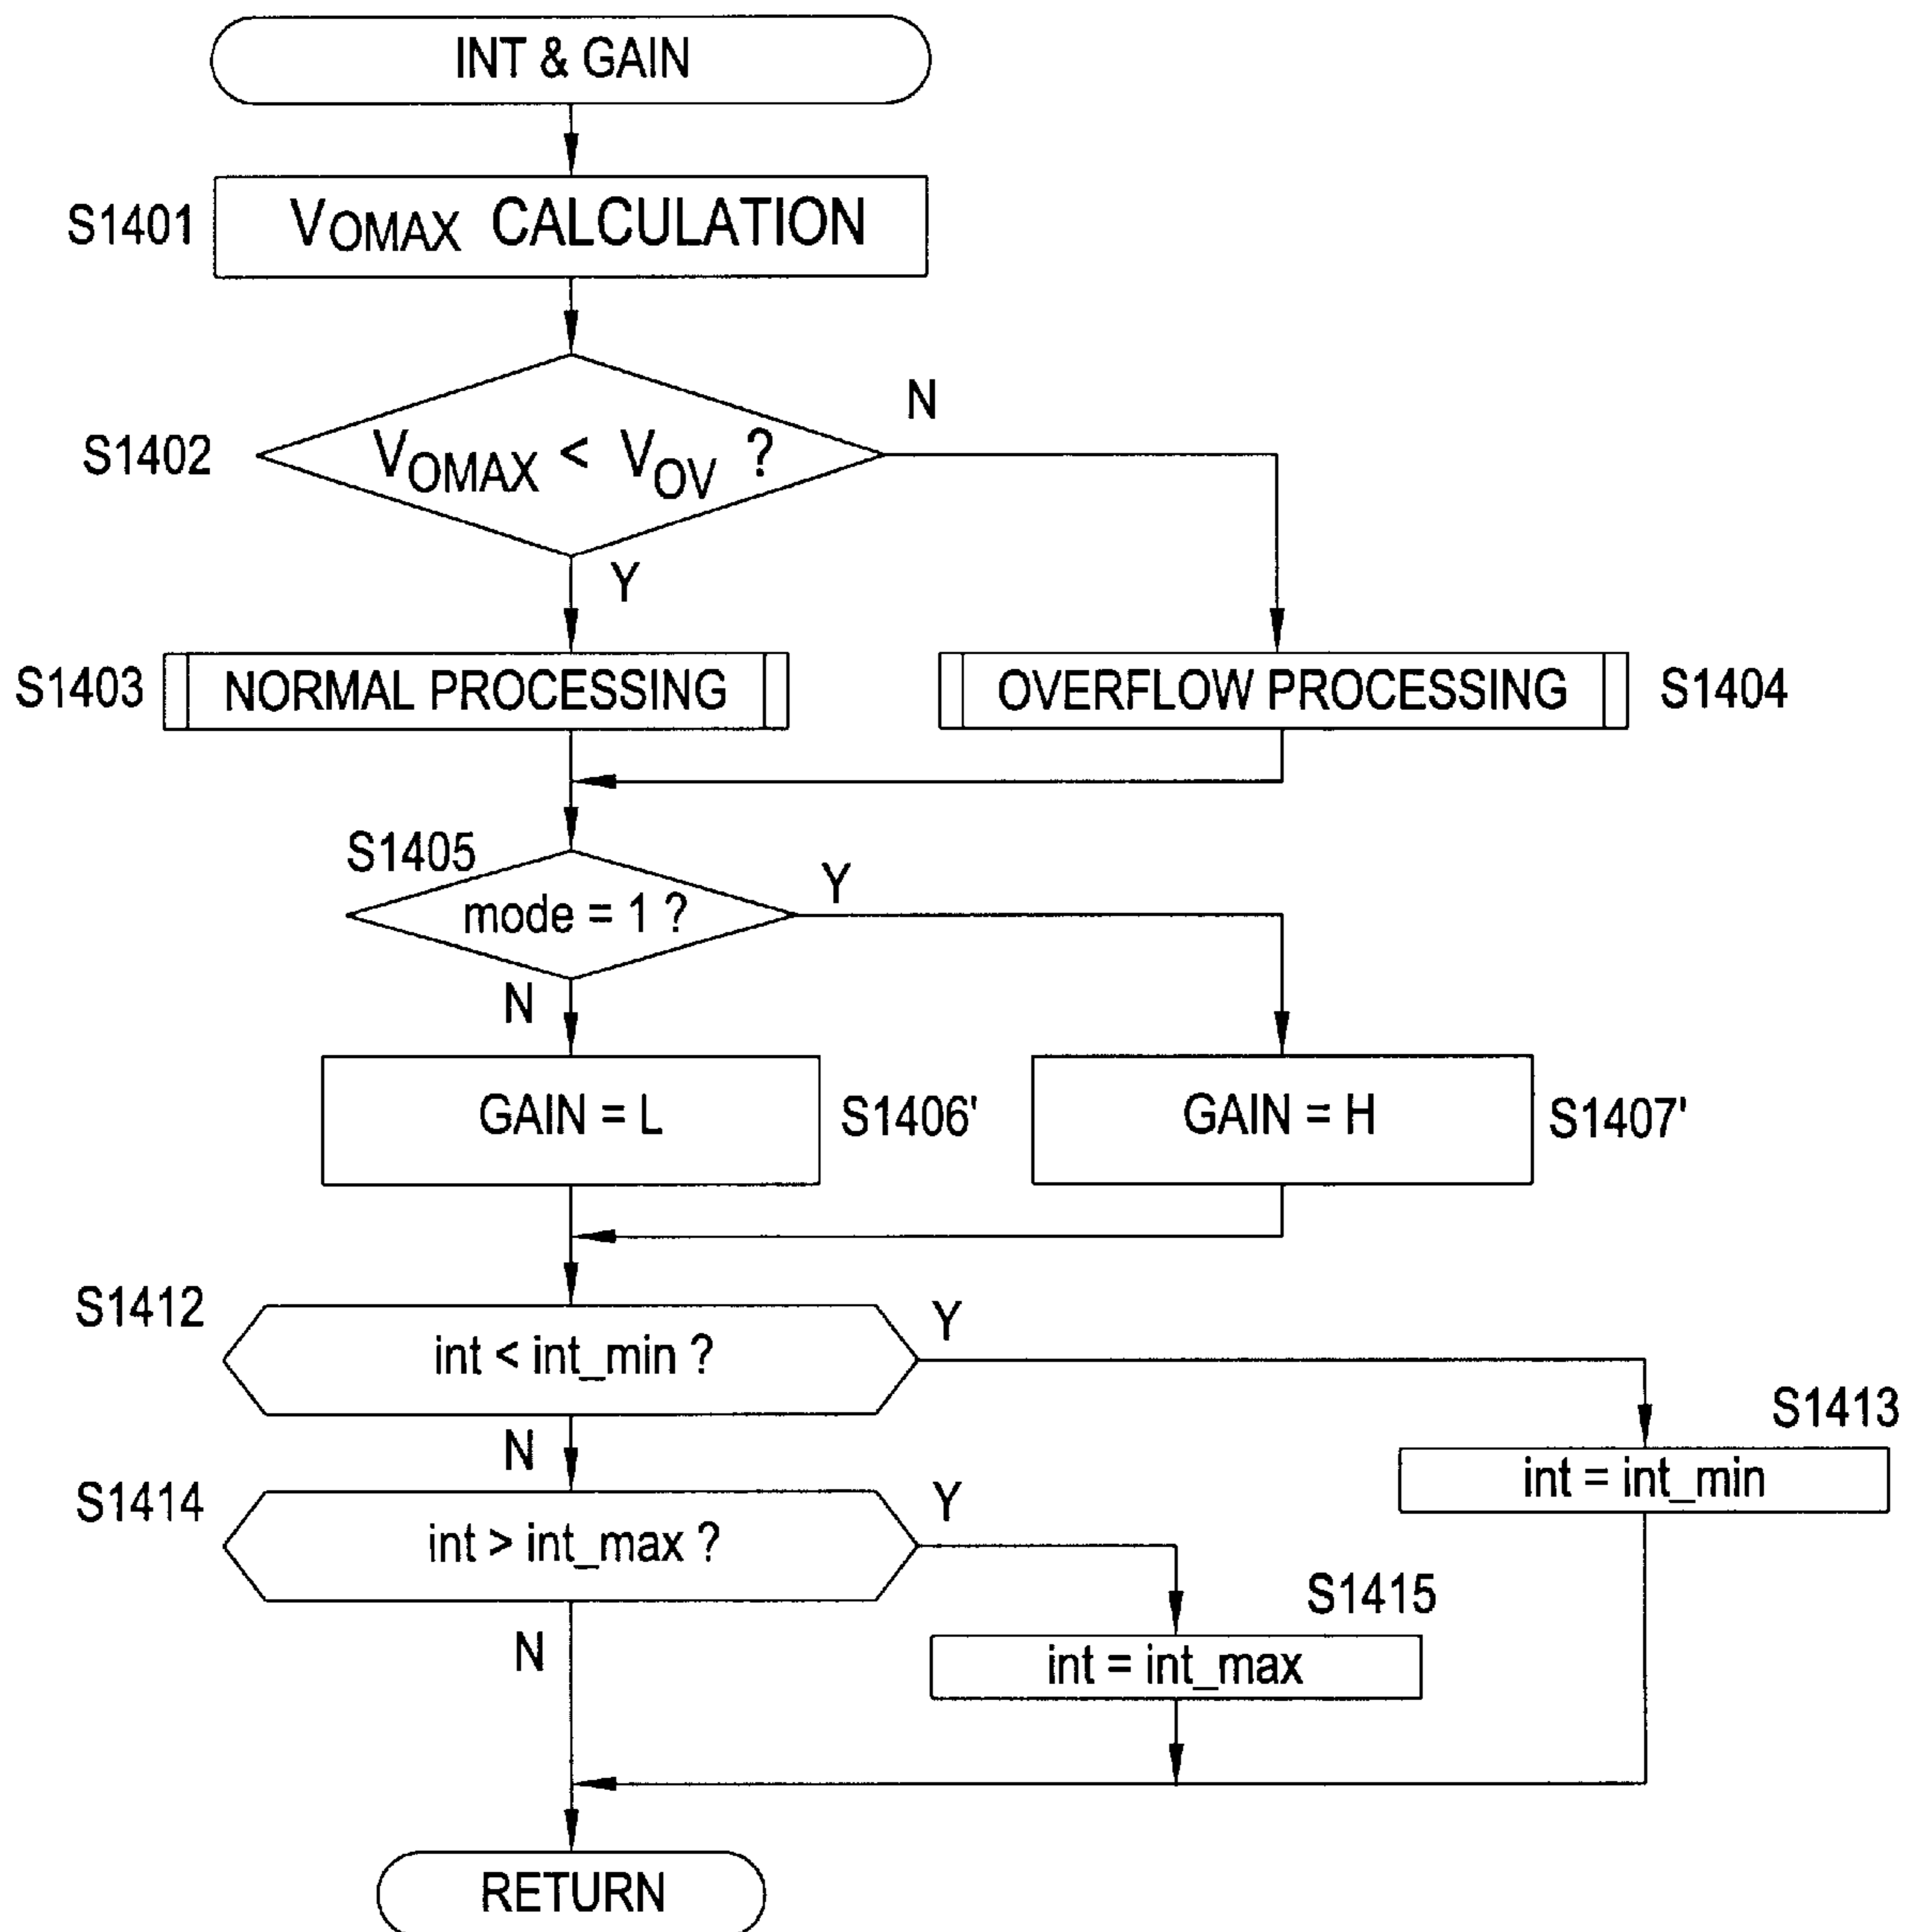 INT & GAIN
S1401
VOMAX CALCULATION
N
S1402
VOMAX < VOV ?
Y
S1403
NORMAL PROCESSING
OVERFLOW PROCESSING
S1404
S1405
mode = 1 ?
Y
N
GAIN = L
S1406'
GAIN = H
S1407'
S1412
int < int_min ?
Y
S1413
int = int_min
N
S1414
int > int_max ?
Y
S1415
int = int_max
N
RETURN